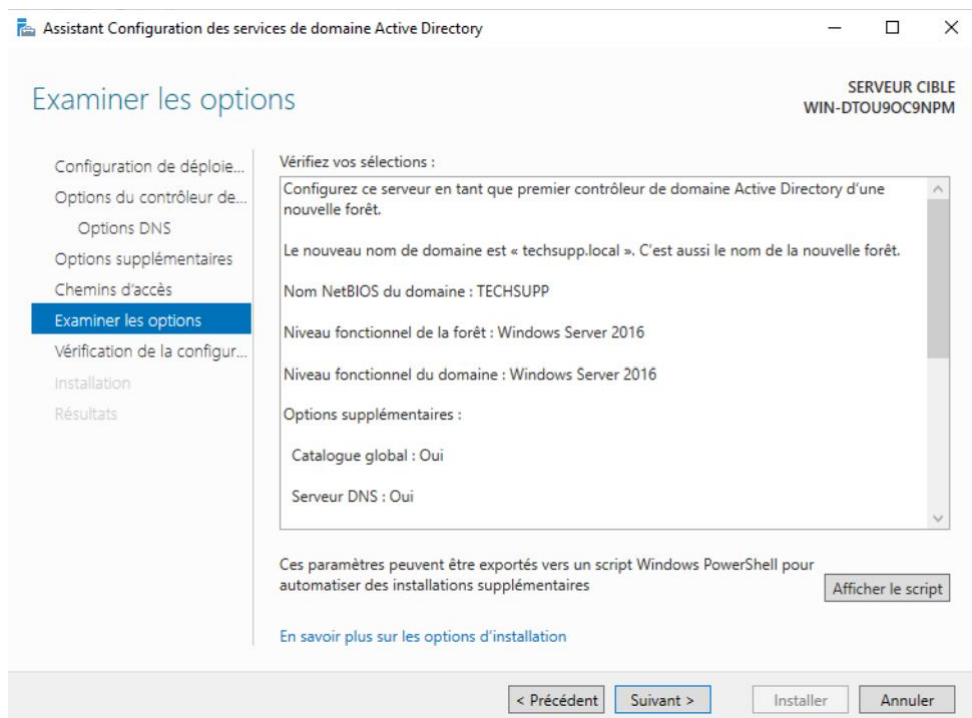 Assistant Configuration des services de domaine Active Directory
Examiner les options
SERVEUR CIBLE
WIN-DTOU9OC9NPM
Configuration de déploie...
Options du contrôleur de...
Options DNS
Options supplémentaires
Chemins d'accès
Examiner les options
Vérification de la configur...
Installation
Résultats
Vérifiez vos sélections :
Configurez ce serveur en tant que premier contrôleur de domaine Active Directory d'une
nouvelle forêt.
Le nouveau nom de domaine est « techsupp.local ». C'est aussi le nom de la nouvelle forêt.
Nom NetBIOS du domaine : TECHSUPP
Niveau fonctionnel de la forêt : Windows Server 2016
Niveau fonctionnel du domaine : Windows Server 2016
Options supplémentaires :
Catalogue global : Oui
Serveur DNS : Oui
Ces paramètres peuvent être exportés vers un script Windows PowerShell pour
automatiser des installations supplémentaires
Afficher le script
En savoir plus sur les options d'installation
< Précédent
Suivant >
Installer
Annuler